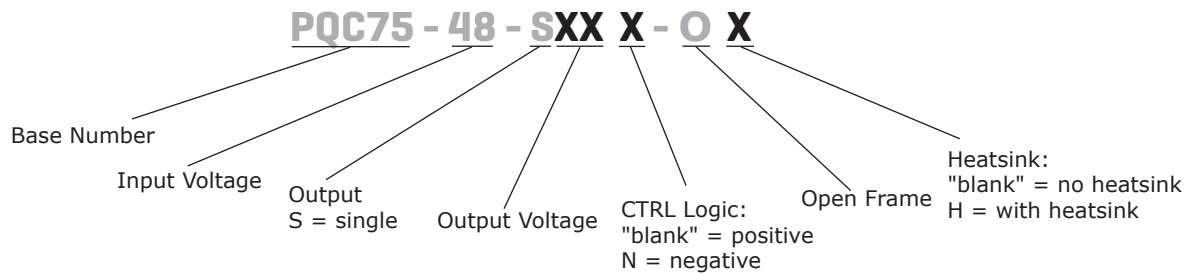 PQC75 - 48 - SXX X - O X
Base Number
Input Voltage
Output
S = single
Output Voltage
CTRL Logic:
"blank" = positive
N = negative
Open Frame
Heatsink:
"blank" = no heatsink
H = with heatsink